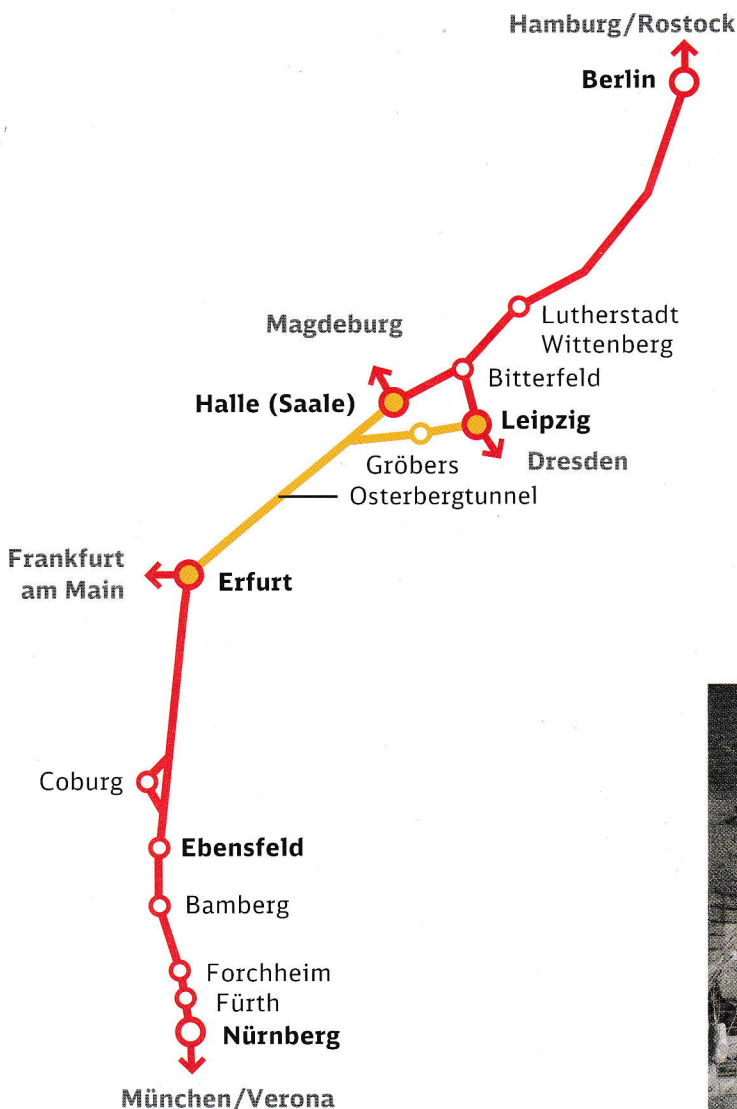 Hamburg/Rostock
Berlin
Lutherstadt
Wittenberg
Magdeburg
Bitterfeld
Halle (Saale)
Leipzig
Gröbers
Dresden
Osterbergtunnel
Frankfurt
am Main
Erfurt
Coburg
Ebensfeld
Bamberg
Forchheim
Fürth
Nürnberg
München/Verona